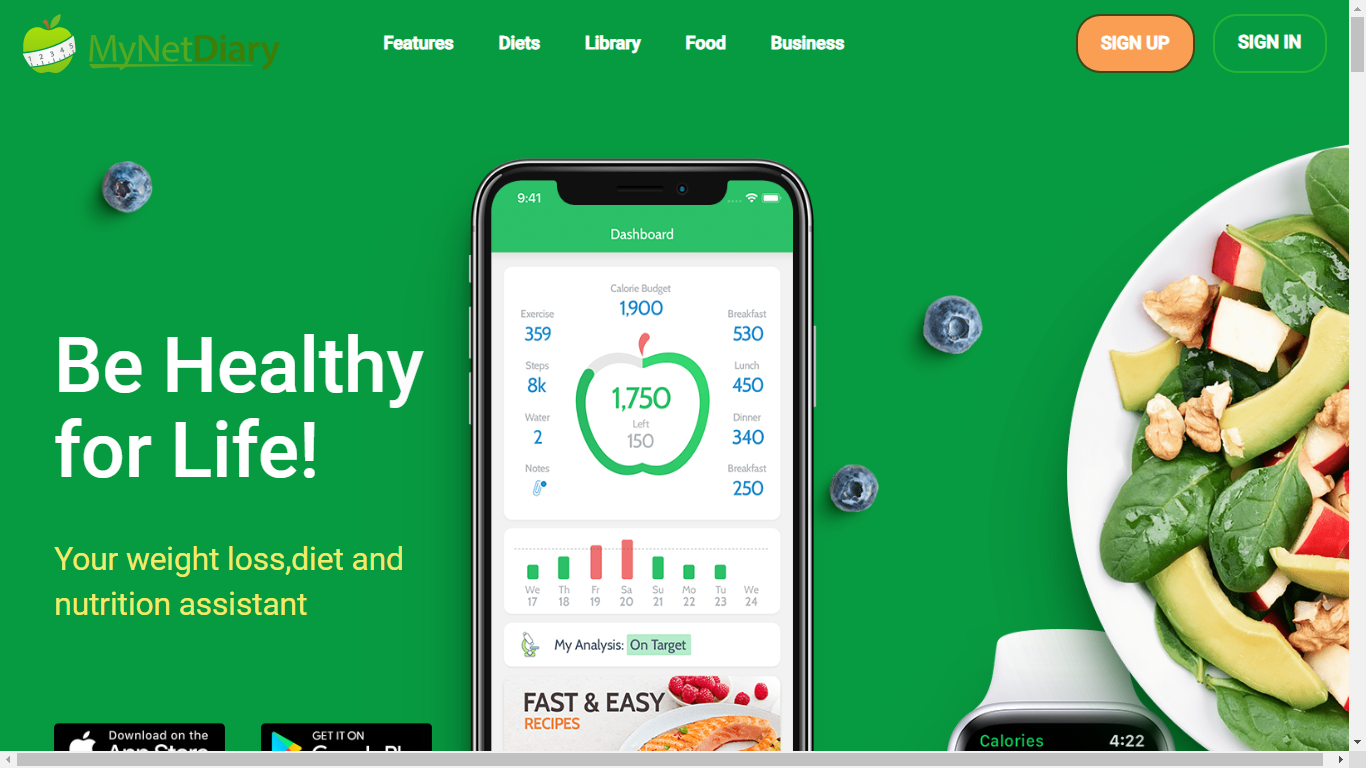 MyNetDiary
Features Diets Library Food Business
SIGN UP SIGN IN
Be Healthy
for Life!
Your weight loss,diet and
nutrition assistant
Download on the
App Store
GET IT ON
9:41
Dashboard
Calorie Budget
1,900
Exercise
359
Steps
8k
Water
2
Notes
1,750
Left
150
Breakfast
530
Lunch
450
Dinner
340
Breakfast
250
We Th Fr Sa Su Mo Tu We
17 18 19 20 21 22 23 24
My Analysis: On Target
FAST & EASY
RECIPES
Calories 4:22